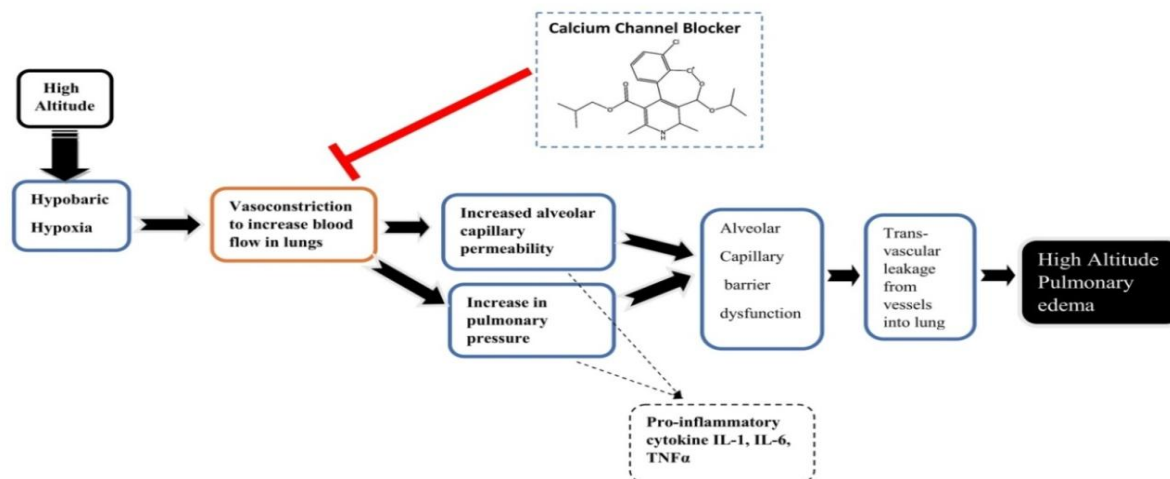 Calcium Channel Blocker
Cl
O
O
O
O
N
H
High
Altitude
Hypobaric
Hypoxia
Vasoconstriction
to increase blood
flow in lungs
Increased alveolar
capillary
permeability
Increase in
pulmonary
pressure
Alveolar
Capillary
barrier
dysfunction
Trans-
vascular
leakage
from
vessels
into lung
High Altitude
Pulmonary
edema
Pro-inflammatory
cytokine IL-1, IL-6,
TNFα